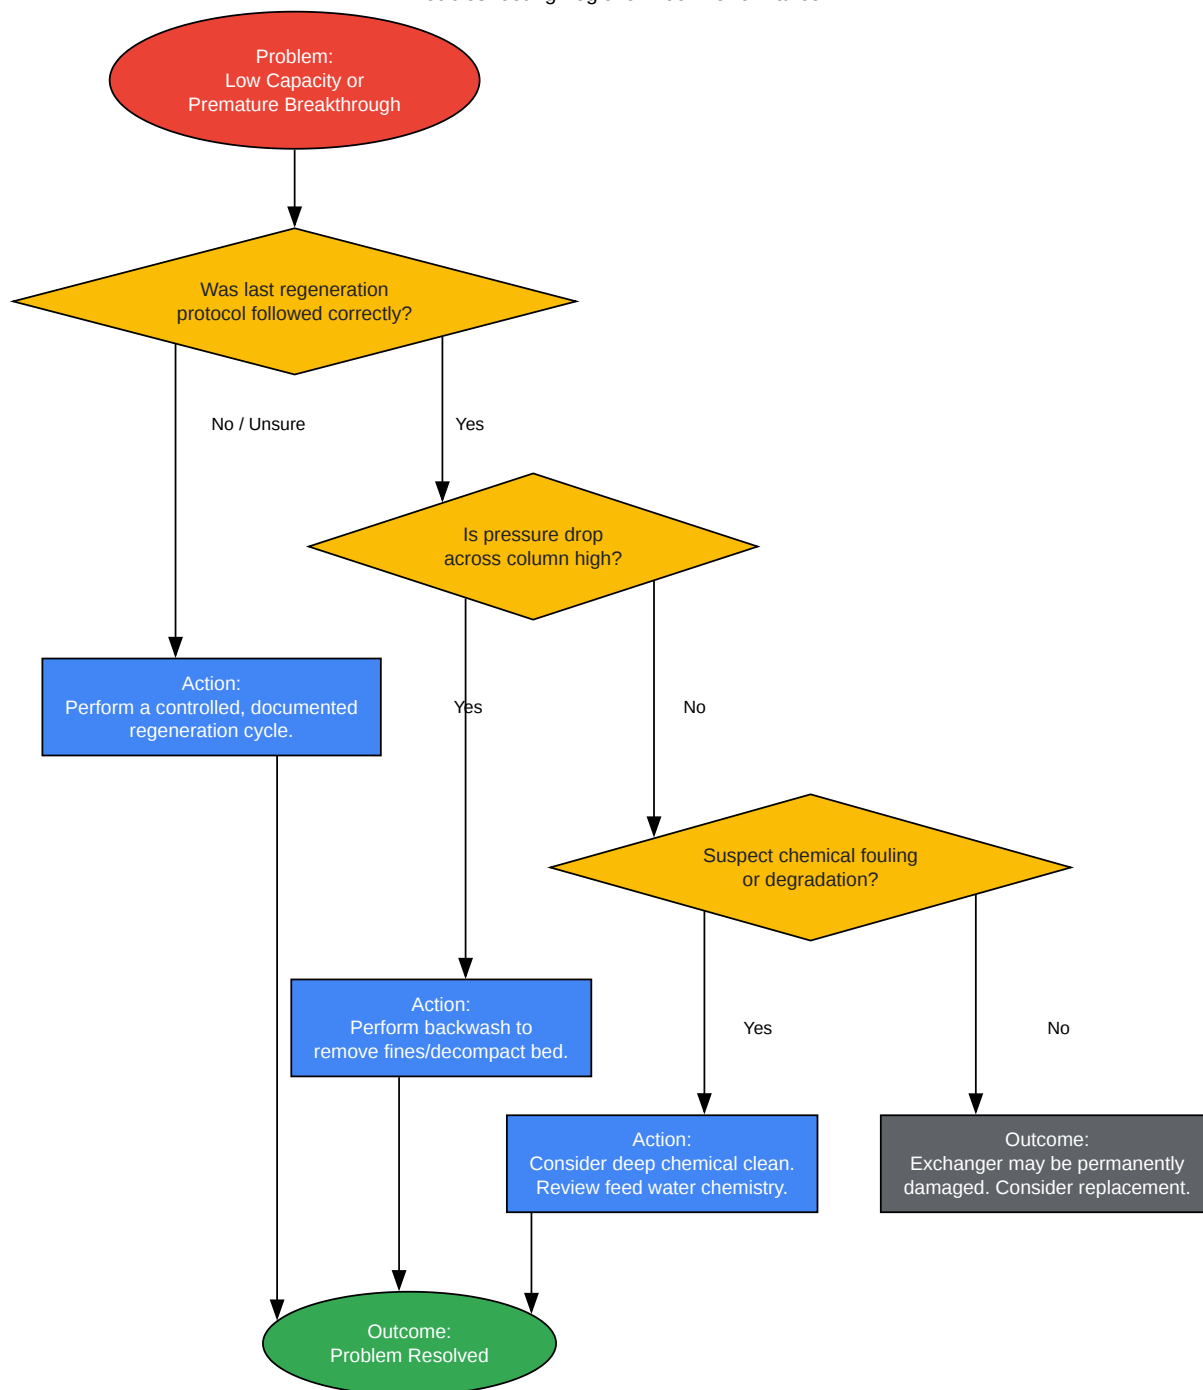 Problem:
Low Capacity or
Premature Breakthrough
Was last regeneration
protocol followed correctly?
No / Unsure
Yes
Is pressure drop
across column high?
Action:
Perform a controlled, documented
regeneration cycle.
Yes
No
Suspect chemical fouling
or degradation?
Action:
Perform backwash to
remove fines/decompact bed.
Yes
No
Action:
Consider deep chemical clean.
Review feed water chemistry.
Outcome:
Exchanger may be permanently
damaged. Consider replacement.
Outcome:
Problem Resolved